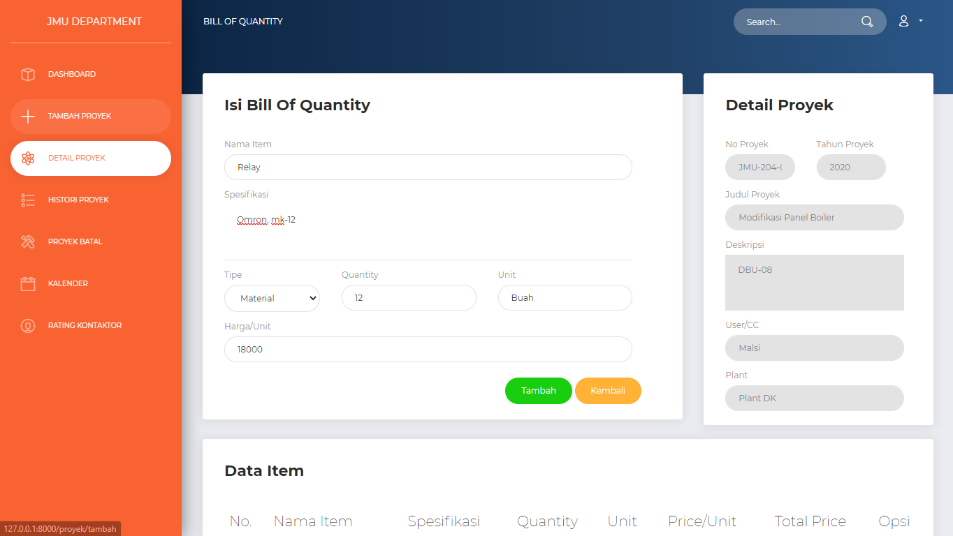 JMU DEPARTMENT
DASHBOARD
TAMBAH PROYEK
DETAIL PROYEK
HISTORI PROYEK
PROYEK BATAL
KALENDER
RATING KONTAKTOR
127.0.0.1:8000/proyek/tambah
BILL OF QUANTITY
Search...
Isi Bill Of Quantity
Nama Item
Relay
Spesifikasi
Omron, mk-12
Tipe Quantity Unit
Material 12 Buah
Harga/Unit
18000
Tambah Kembali
Detail Proyek
No Proyek Tahun Proyek
JMU-204- 2020
Judul Proyek
Modifikasi Panel Boiler
Deskripsi
DBU-08
User/CC
Malsi
Plant
Plant DK
Data Item
No. Nama Item Spesifikasi Quantity Unit Price/Unit Total Price Opsi